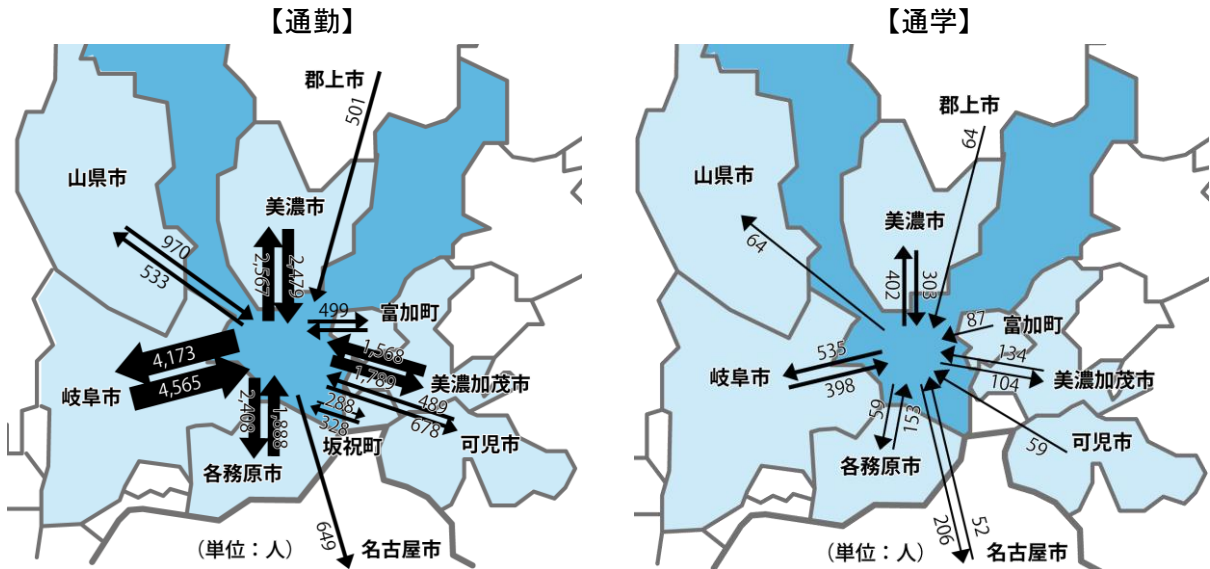 【通勤】
郡上市
501
山県市
美濃市
970
533
2,567
2,479
499
富加町
4,173
4,565
岐阜市
1,568
1,789
美濃加茂市
489
678
288
328
坂祝町
可児市
2,408
1,888
各務原市
649
(単位：人)
名古屋市
【通学】
郡上市
64
山県市
美濃市
64
402
303
87
富加町
535
398
岐阜市
134
104
美濃加茂市
59
153
各務原市
59
可児市
206
52
(単位：人)
名古屋市